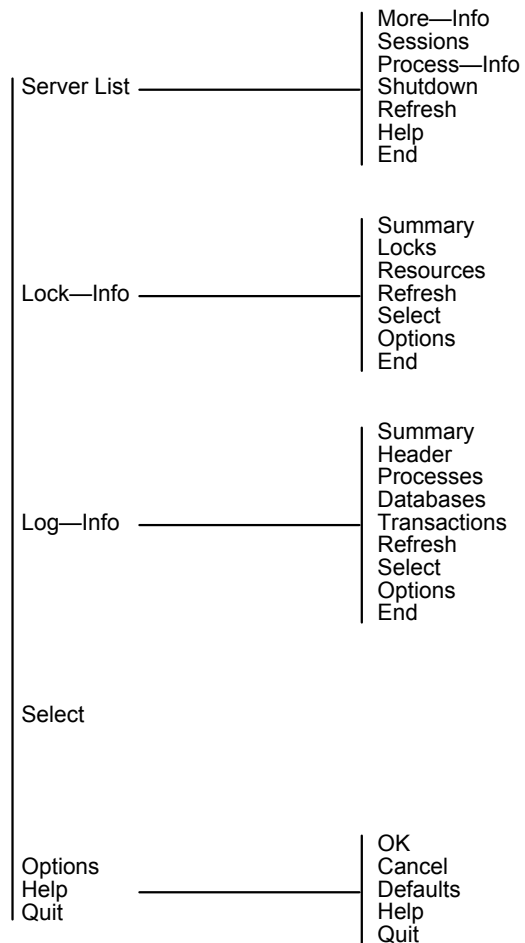 Server List
More—Info
Sessions
Process—Info
Shutdown
Refresh
Help
End
Lock—Info
Summary
Locks
Resources
Refresh
Select
Options
End
Log—Info
Summary
Header
Processes
Databases
Transactions
Refresh
Select
Options
End
Select
Options
Help
Quit
OK
Cancel
Defaults
Help
Quit